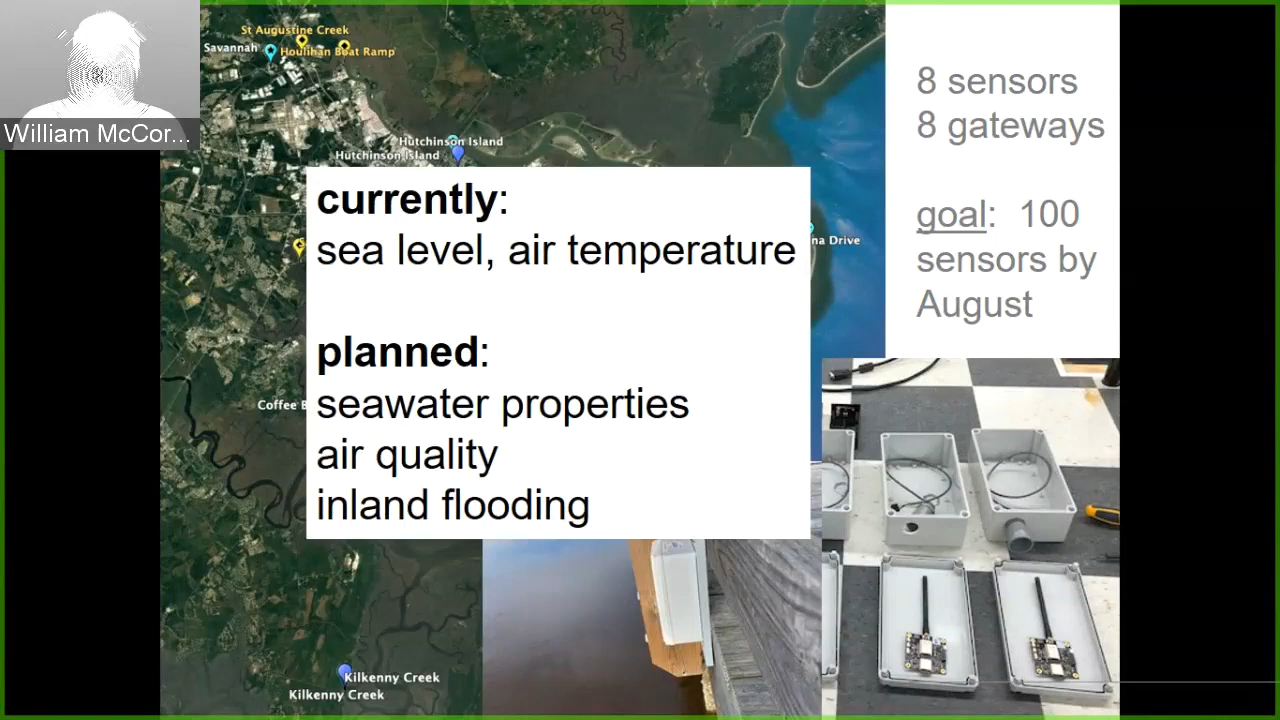 St Augustine Creek
Savannah
Houlihan Boat Ramp
William McCor...
Hutchinson Island
Hutchinson Island
8 sensors
8 gateways
goal: 100
sensors by
August
currently:
sea level, air temperature
planned:
seawater properties
air quality
inland flooding
na Drive
Coffee B
Kilkenny Creek
Kilkenny Creek